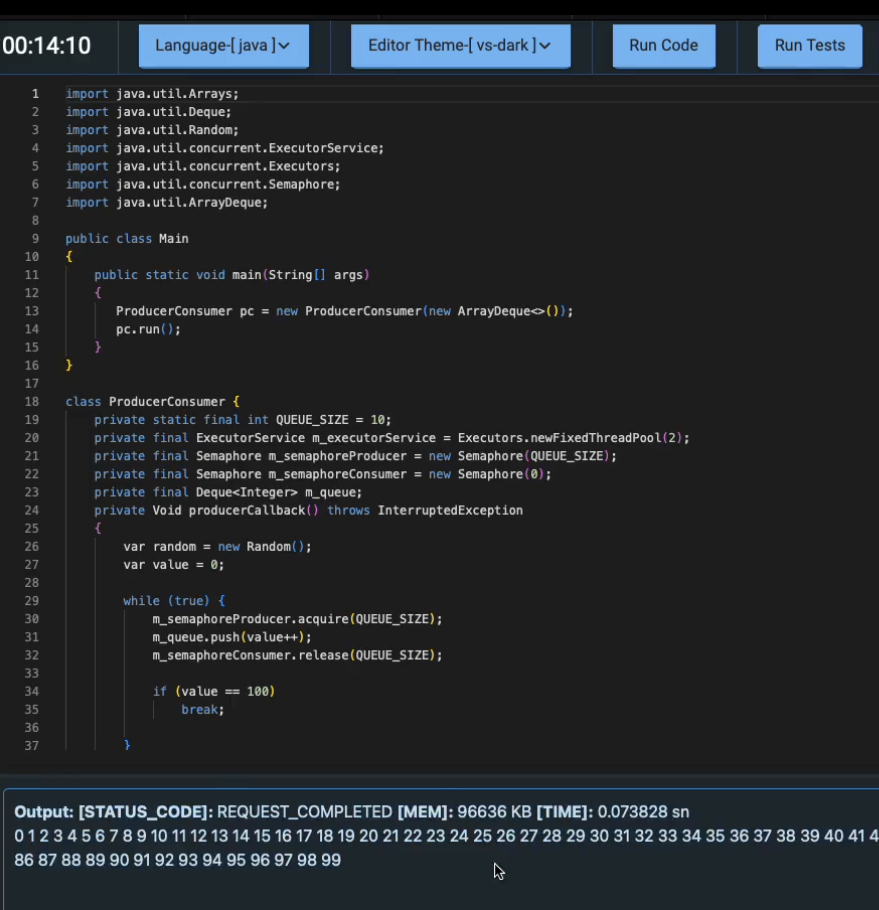 00:14:10 Language-[ java ] Editor Theme-[ vs-dark ] Run Code Run Tests
1 import java.util.Arrays;
2 import java.util.Deque;
3 import java.util.Random;
4 import java.util.concurrent.ExecutorService;
5 import java.util.concurrent.Executors;
6 import java.util.concurrent.Semaphore;
7 import java.util.ArrayDeque;
8
9 public class Main
10 {
11 public static void main(String[] args)
12 {
13 ProducerConsumer pc = new ProducerConsumer(new ArrayDeque<>());
14 pc.run();
15 }
16 }
17
18 class ProducerConsumer {
19 private static final int QUEUE_SIZE = 10;
20 private final ExecutorService m_executorService = Executors.newFixedThreadPool(2);
21 private final Semaphore m_semaphoreProducer = new Semaphore(QUEUE_SIZE);
22 private final Semaphore m_semaphoreConsumer = new Semaphore(0);
23 private final Deque<Integer> m_queue;
24 private Void producerCallback() throws InterruptedException
25 {
26 var random = new Random();
27 var value = 0;
28
29 while (true) {
30 m_semaphoreProducer.acquire(QUEUE_SIZE);
31 m_queue.push(value++);
32 m_semaphoreConsumer.release(QUEUE_SIZE);
33
34 if (value == 100)
35 break;
36
37 }
Output: [STATUS_CODE]: REQUEST_COMPLETED [MEM]: 96636 KB [TIME]: 0.073828 sn
0 1 2 3 4 5 6 7 8 9 10 11 12 13 14 15 16 17 18 19 20 21 22 23 24 25 26 27 28 29 30 31 32 33 34 35 36 37 38 39 40 41 4
86 87 88 89 90 91 92 93 94 95 96 97 98 99